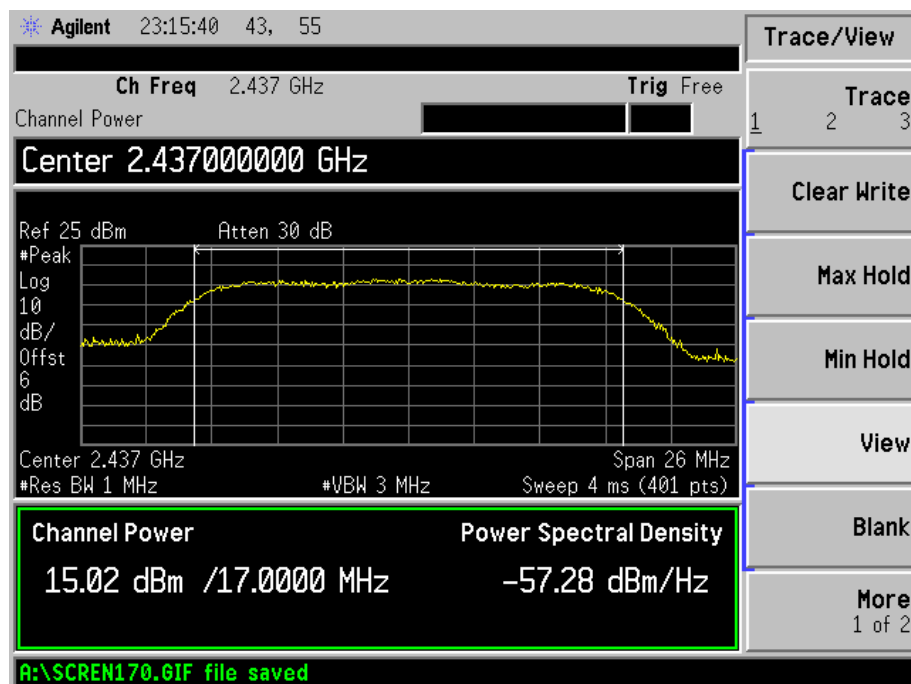 Agilent 23:15:40 43, 55
Trace/View
Ch Freq 2.437 GHz Trig Free
Channel Power
Trace
1 2 3
Center 2.437000000 GHz
Clear Write
Ref 25 dBm Atten 30 dB
#Peak
Log
10
dB/
Offst
6
dB
Max Hold
Min Hold
Center 2.437 GHz Span 26 MHz
#Res BW 1 MHz #VBW 3 MHz Sweep 4 ms (401 pts)
View
Channel Power Power Spectral Density
15.02 dBm /17.0000 MHz -57.28 dBm/Hz
Blank
More
1 of 2
A:\SCREN170.GIF file saved